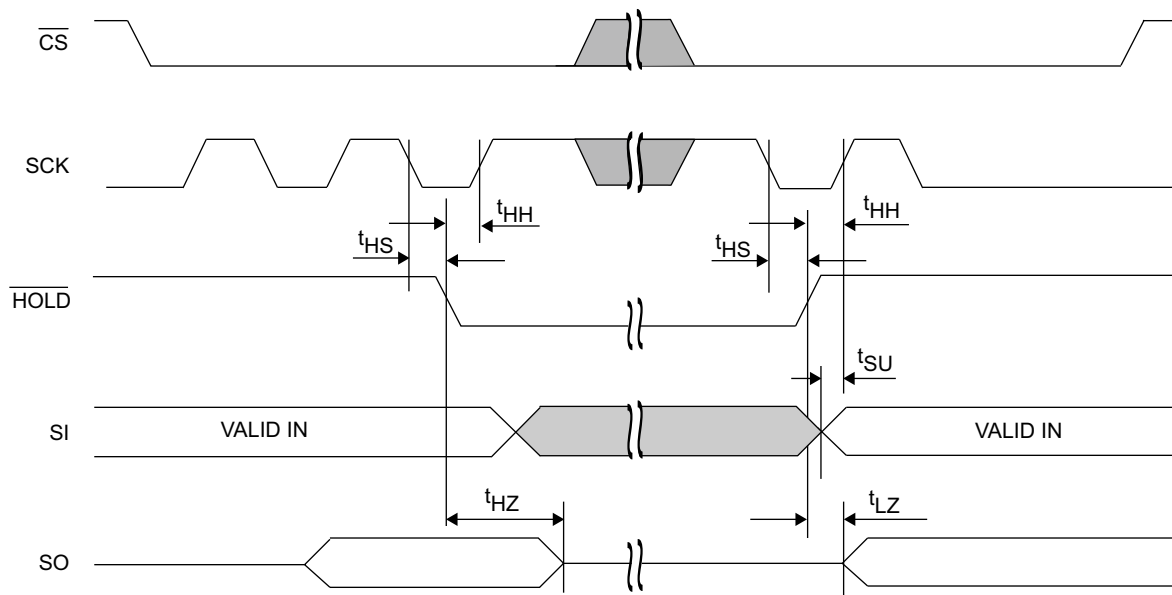 CS
SCK
tHH
tHH
tHS
tHS
HOLD
tSU
SI
VALID IN
VALID IN
tHZ
tLZ
SO